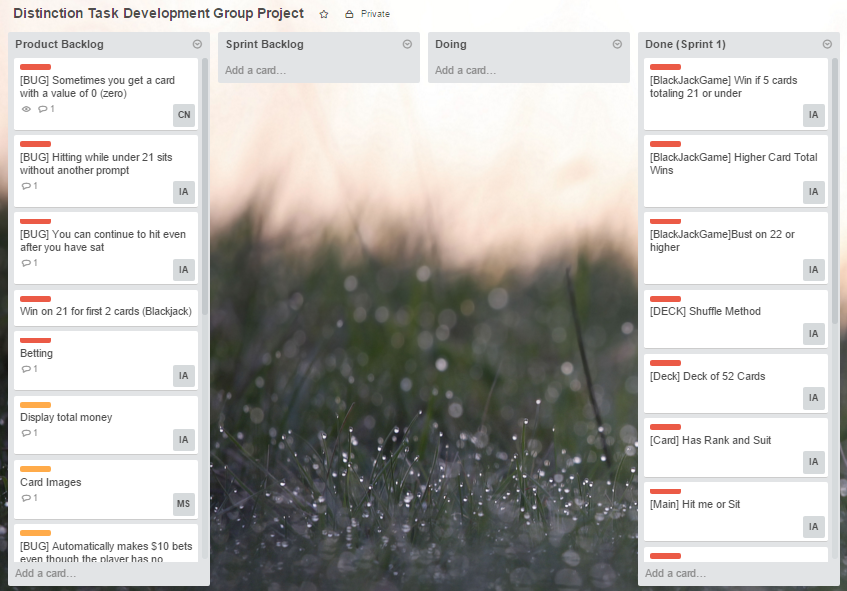 Distinction Task Development Group Project
Private
Product Backlog
[BUG] Sometimes you get a card
with a value of 0 (zero)
1
CN
[BUG] Hitting while under 21 sits
without another prompt
1
IA
[BUG] You can continue to hit even
after you have sat
1
IA
Win on 21 for first 2 cards (Blackjack)
Betting
1
IA
Display total money
1
IA
Card Images
1
MS
[BUG] Automatically makes $10 bets
even though the player has no
Add a card...
Sprint Backlog
Add a card...
Doing
Add a card...
Done (Sprint 1)
[BlackJackGame] Win if 5 cards
totaling 21 or under
IA
[BlackJackGame] Higher Card Total
Wins
IA
[BlackJackGame]Bust on 22 or
higher
IA
[DECK] Shuffle Method
IA
[Deck] Deck of 52 Cards
IA
[Card] Has Rank and Suit
IA
[Main] Hit me or Sit
IA
Add a card...